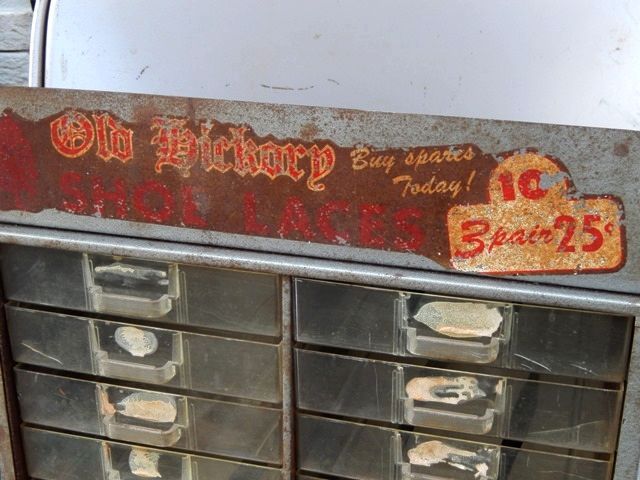 Old Hickory
SHOE LACES
Buy spares
Today!
10
3 pair 25¢